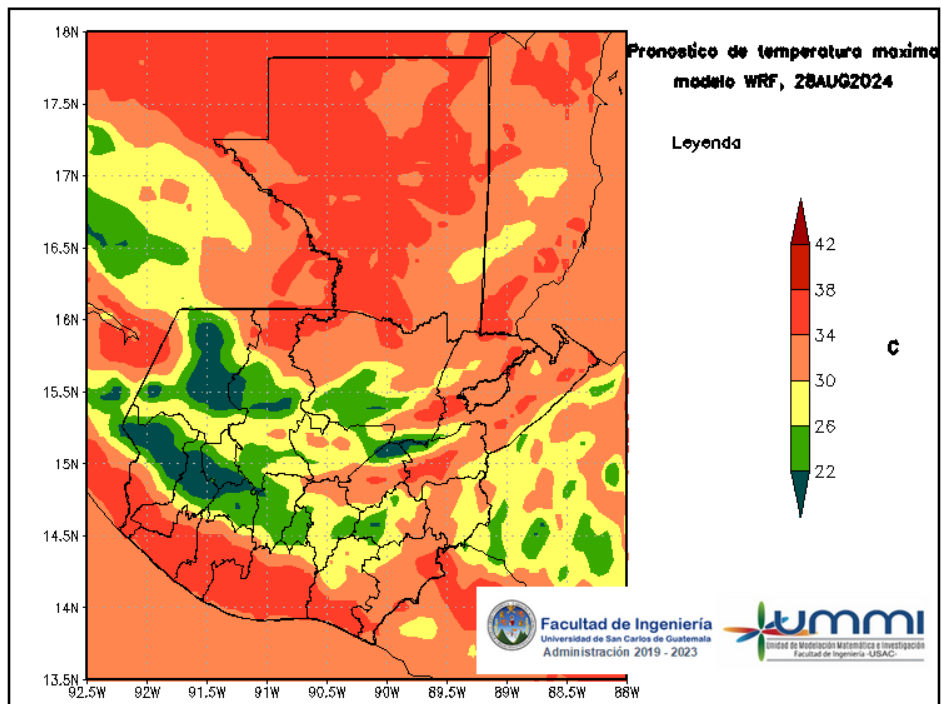 Pronostico de temperatura maxima
modelo WRF, 28AUG2024
Leyenda
42
38
34
30
26
22
C
18N
17.5N
17N
16.5N
16N
15.5N
15N
14.5N
14N
13.5N
92.5W 92W 91.5W 91W 90.5W 90W 89.5W 89W 88.5W 88W
Facultad de Ingeniería
Universidad de San Carlos de Guatemala
Administración 2019 - 2023
ummi
Unidad de Modelación Matemática e Investigación
Facultad de Ingeniería -USAC-